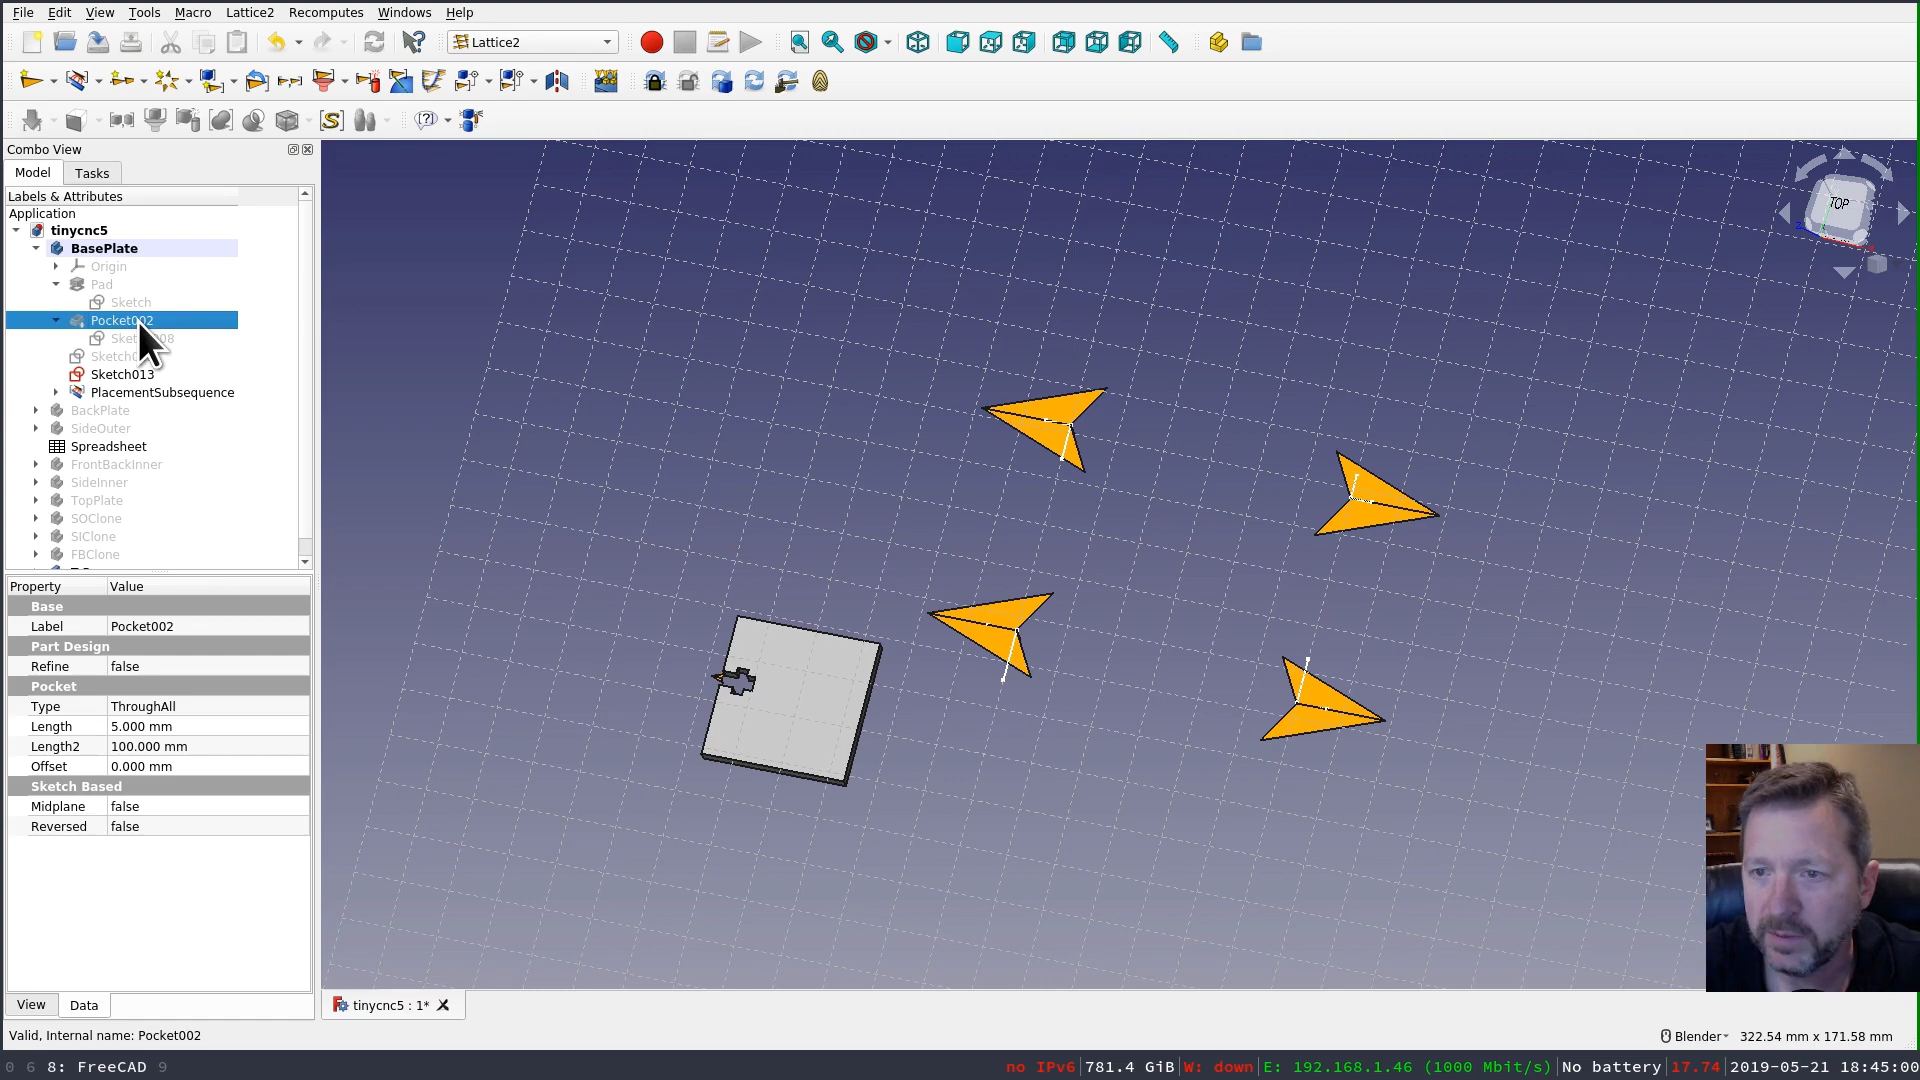 File Edit View Tools Macro Lattice2 Recomputes Windows Help
Lattice2
Combo View
Model Tasks
Labels & Attributes
Application
tinycnc5
BasePlate
Origin
Pad
Sketch
Pocket002
Sket 08
Sketch0
Sketch013
PlacementSubsequence
BackPlate
SideOuter
Spreadsheet
FrontBackInner
SideInner
TopPlate
SOClone
SIClone
FBClone
TOP
Property Value
Base
Label Pocket002
Part Design
Refine false
Pocket
Type ThroughAll
Length 5.000 mm
Length2 100.000 mm
Offset 0.000 mm
Sketch Based
Midplane false
Reversed false
View Data
tinycnc5 : 1*
Valid, Internal name: Pocket002
Blender 322.54 mm x 171.58 mm
0 6 8: FreeCAD 9
no IPv6|781.4 GiB|W: down|E: 192.168.1.46 (1000 Mbit/s)|No battery|17.74|2019-05-21 18:45:00